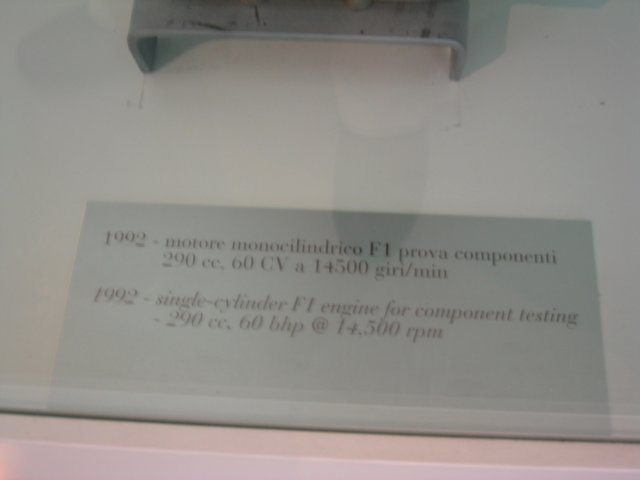 1992 - motore monocilindrico F1 prova componenti
290 cc, 60 CV a 14500 giri/min
1992 - single-cylinder F1 engine for component testing
- 290 cc, 60 bhp @ 14,500 rpm